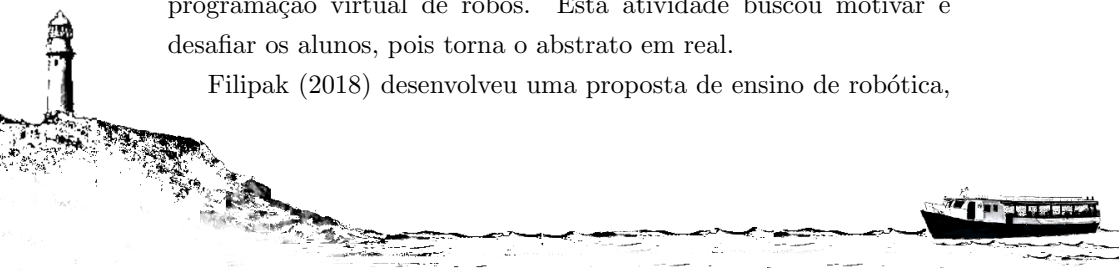 programação virtual de robôs. Esta atividade buscou motivar e
desafiar os alunos, pois torna o abstrato em real.
Filipak (2018) desenvolveu uma proposta de ensino de robótica,